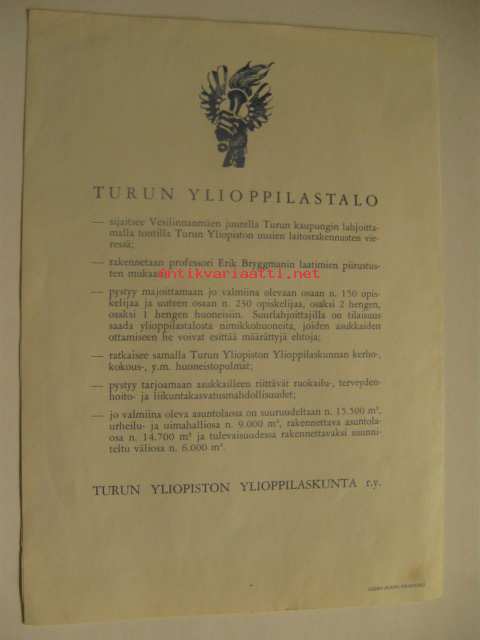 TURUN YLIOPPILASTALO
— sijaitsee Vesilinnanmäen juurella Turun kaupungin lahjoitta-
malla tontilla Turun Yliopiston uusien laitosrakennusten vie-
ressä;
— rakennetaan professori Erik Bryggmanin laatimien piirustus-
ten mukaan;
antikvariaatti.net
— pystyy majoittamaan jo valmiina olevaan osaan n. 150 opis-
kelijaa ja uuteen osaan n. 230 opiskelijaa, osaksi 2 hengen,
osaksi 1 hengen huoneisiin. Suurlahjoittajilla on tilaisuus
saada ylioppilastalosta nimikkohuoneita, joiden asukkaiden
ottamiseen he voivat esittää määrättyjä ehtoja;
— ratkaisee samalla Turun Yliopiston Ylioppilaskunnan kerho-,
kokous-, y.m. huoneistopulmat;
— pystyy tarjoamaan asukkailleen riittävät ruokailu-, terveyden-
hoito- ja liikuntakasvatusmahdollisuudet;
— jo valmiina oleva asuntolaosa on suuruudeltaan n. 15.500 m³,
urheilu- ja uimahalliosa n. 9.000 m³, rakennettava asuntola-
osa n. 14.700 m³ ja tulevaisuudessa rakennettavaksi suunni-
teltu väliosa n. 6.000 m³.
TURUN YLIOPISTON YLIOPPILASKUNTA r.y.